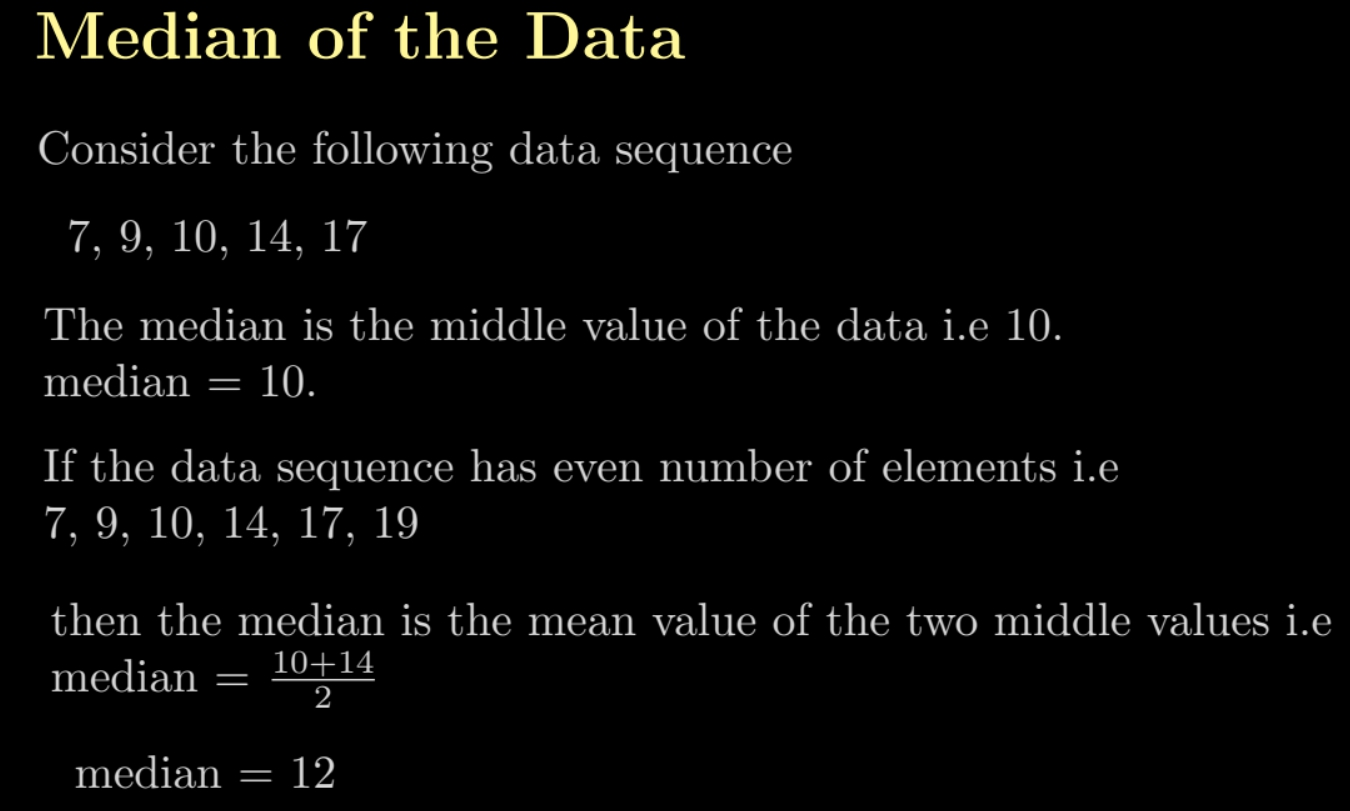 Median of the Data
Consider the following data sequence
7, 9, 10, 14, 17
The median is the middle value of the data i.e 10.
median = 10.
If the data sequence has even number of elements i.e
7, 9, 10, 14, 17, 19
then the median is the mean value of the two middle values i.e
median = \frac{10+14}{2}
median = 12